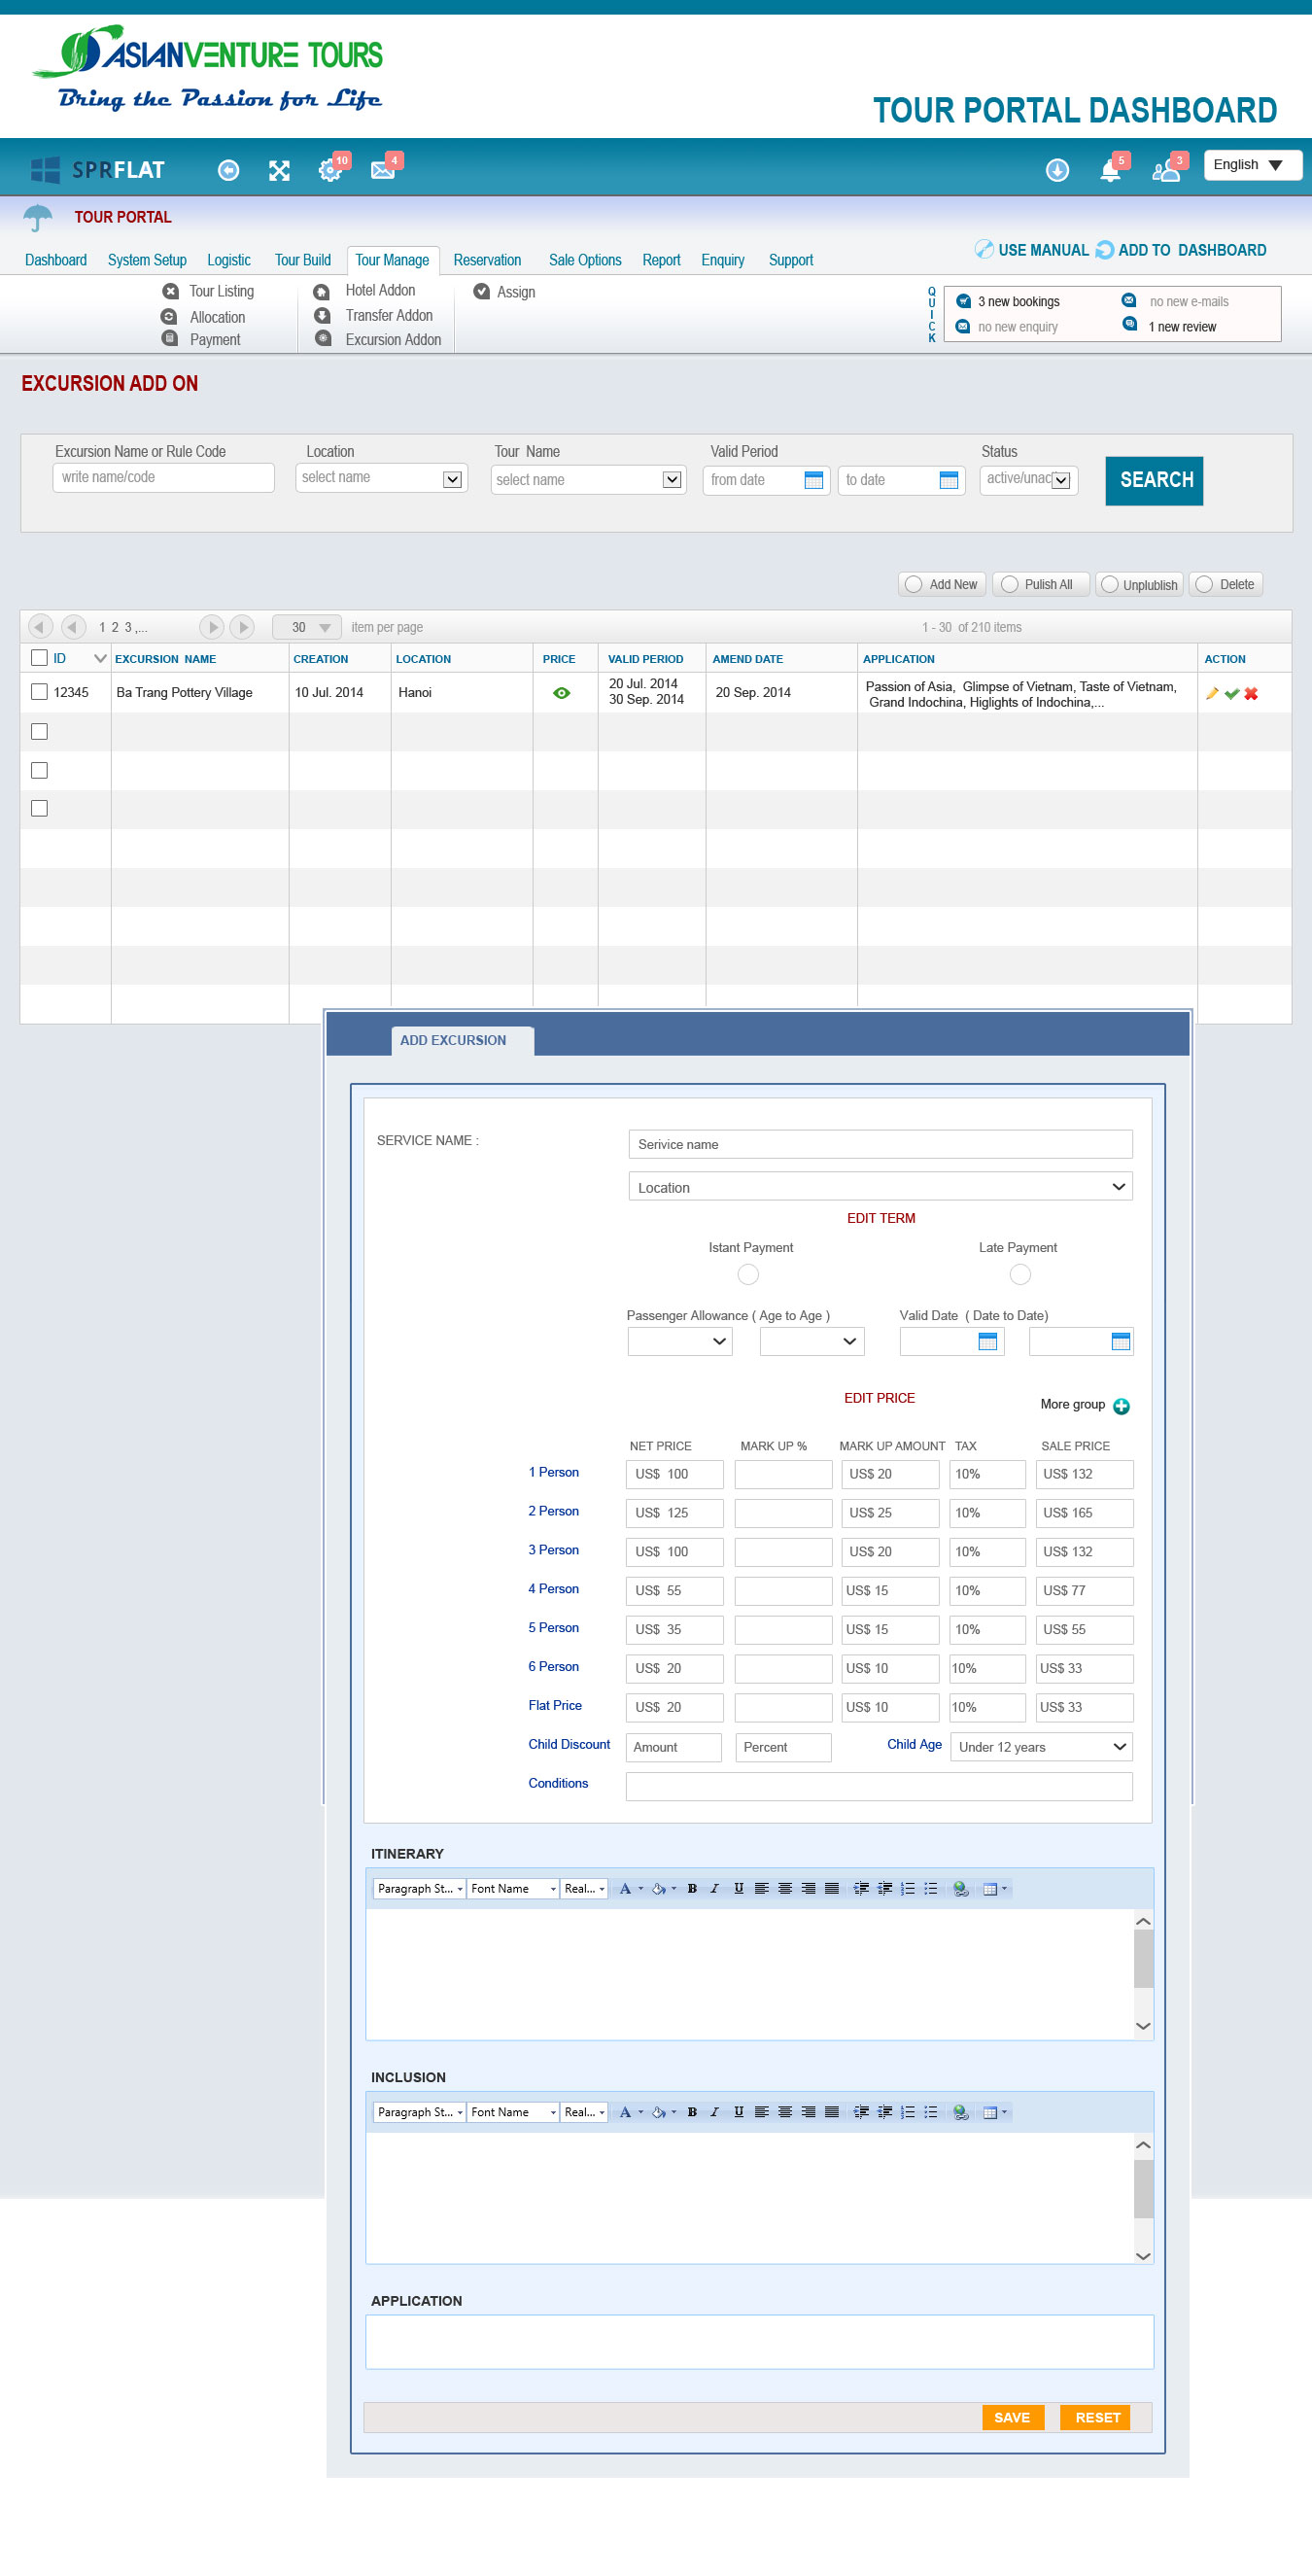 ASIANVENTURE TOURS
Bring the Passion for Life
TOUR PORTAL DASHBOARD
SPRFLAT 10 4 5 3 English
TOUR PORTAL
USE MANUAL ADD TO DASHBOARD
Dashboard System Setup Logistic Tour Build Tour Manage Reservation Sale Options Report Enquiry Support
Tour Listing Hotel Addon Assign
Allocation Transfer Addon
Payment Excursion Addon
QUICK
3 new bookings no new e-mails
no new enquiry 1 new review
EXCURSION ADD ON
Excursion Name or Rule Code Location Tour Name Valid Period Status
write name/code select name select name from date to date active/unac SEARCH
Add New Pulish All Unplublish Delete
1 2 3 ,... 30 item per page 1 - 30 of 210 items
ID EXCURSION NAME CREATION LOCATION PRICE VALID PERIOD AMEND DATE APPLICATION ACTION
12345 Ba Trang Pottery Village 10 Jul. 2014 Hanoi 20 Jul. 2014 20 Sep. 2014 Passion of Asia, Glimpse of Vietnam, Taste of Vietnam,
30 Sep. 2014 Grand Indochina, Higlights of Indochina,...
ADD EXCURSION
SERVICE NAME : Serivice name
Location
EDIT TERM
Istant Payment Late Payment
Passenger Allowance ( Age to Age ) Valid Date ( Date to Date)
EDIT PRICE
More group
NET PRICE MARK UP % MARK UP AMOUNT TAX SALE PRICE
1 Person US$ 100 US$ 20 10% US$ 132
2 Person US$ 125 US$ 25 10% US$ 165
3 Person US$ 100 US$ 20 10% US$ 132
4 Person US$ 55 US$ 15 10% US$ 77
5 Person US$ 35 US$ 15 10% US$ 55
6 Person US$ 20 US$ 10 10% US$ 33
Flat Price US$ 20 US$ 10 10% US$ 33
Child Discount Amount Percent Child Age Under 12 years
Conditions
ITINERARY
Paragraph St... Font Name Real... A B I U
INCLUSION
Paragraph St... Font Name Real... A B I U
APPLICATION
SAVE RESET